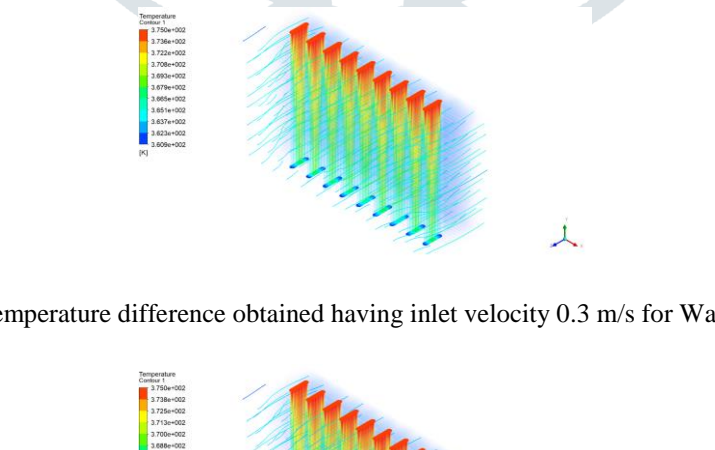 Temperature
Contour 1
3.750e+002
3.736e+002
3.722e+002
3.708e+002
3.693e+002
3.679e+002
3.665e+002
3.651e+002
3.637e+002
3.623e+002
3.609e+002
[K]
emperature difference obtained having inlet velocity 0.3 m/s for Wa
Temperature
Contour 1
3.750e+002
3.738e+002
3.725e+002
3.713e+002
3.700e+002
3.688e+002